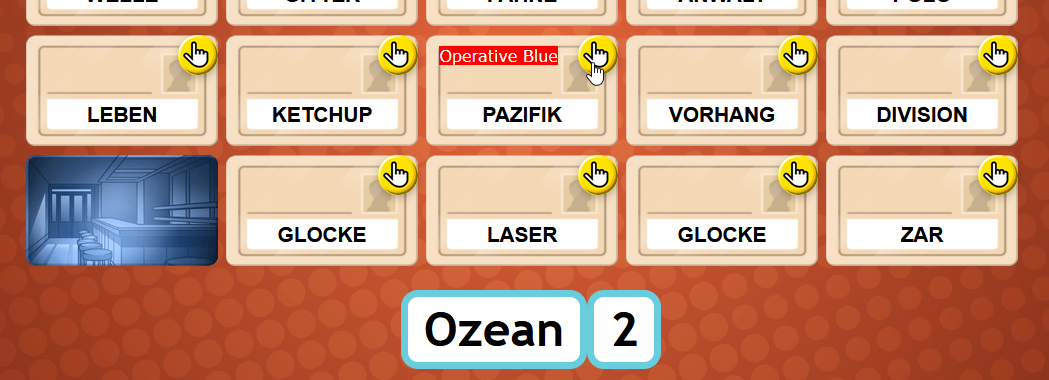 LEBEN
KETCHUP
Operative Blue
PAZIFIK
VORHANG
DIVISION
GLOCKE
LASER
GLOCKE
ZAR
Ozean 2